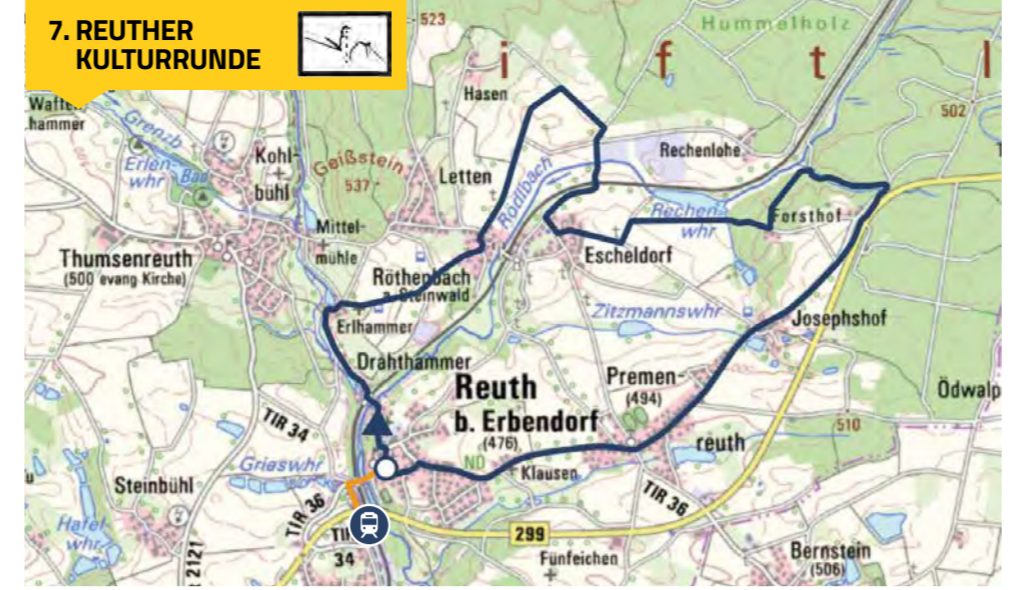 7. REUTHER
KULTURRUNDE
523
Hummelholz
i f t l
Hasen
502
Waffen-
hammer
Grenzb
Erlen-
whr
Bad
Kohl-
bühl
Geißstein
537
Letten
Rödlbach
Rechenlohe
Rechen-
whr
Forsthof
Mittel-
mühle
Escheldorf
Thumsenreuth
(500 evang Kirche)
Röthenbach
a. Steinwald
Erlhammer
Zitzmannswhr
Josephshof
Drahthammer
Reuth
b. Erbendorf
(476)
Premen-
(494)
reuth
Ödwalp
510
TIR 34
ND
Klausen
Grieswhr
Steinbühl
TIR 36
TIR 36
Hafel-
whr
2121
34
299
Fünfeichen
Bernstein
(506)